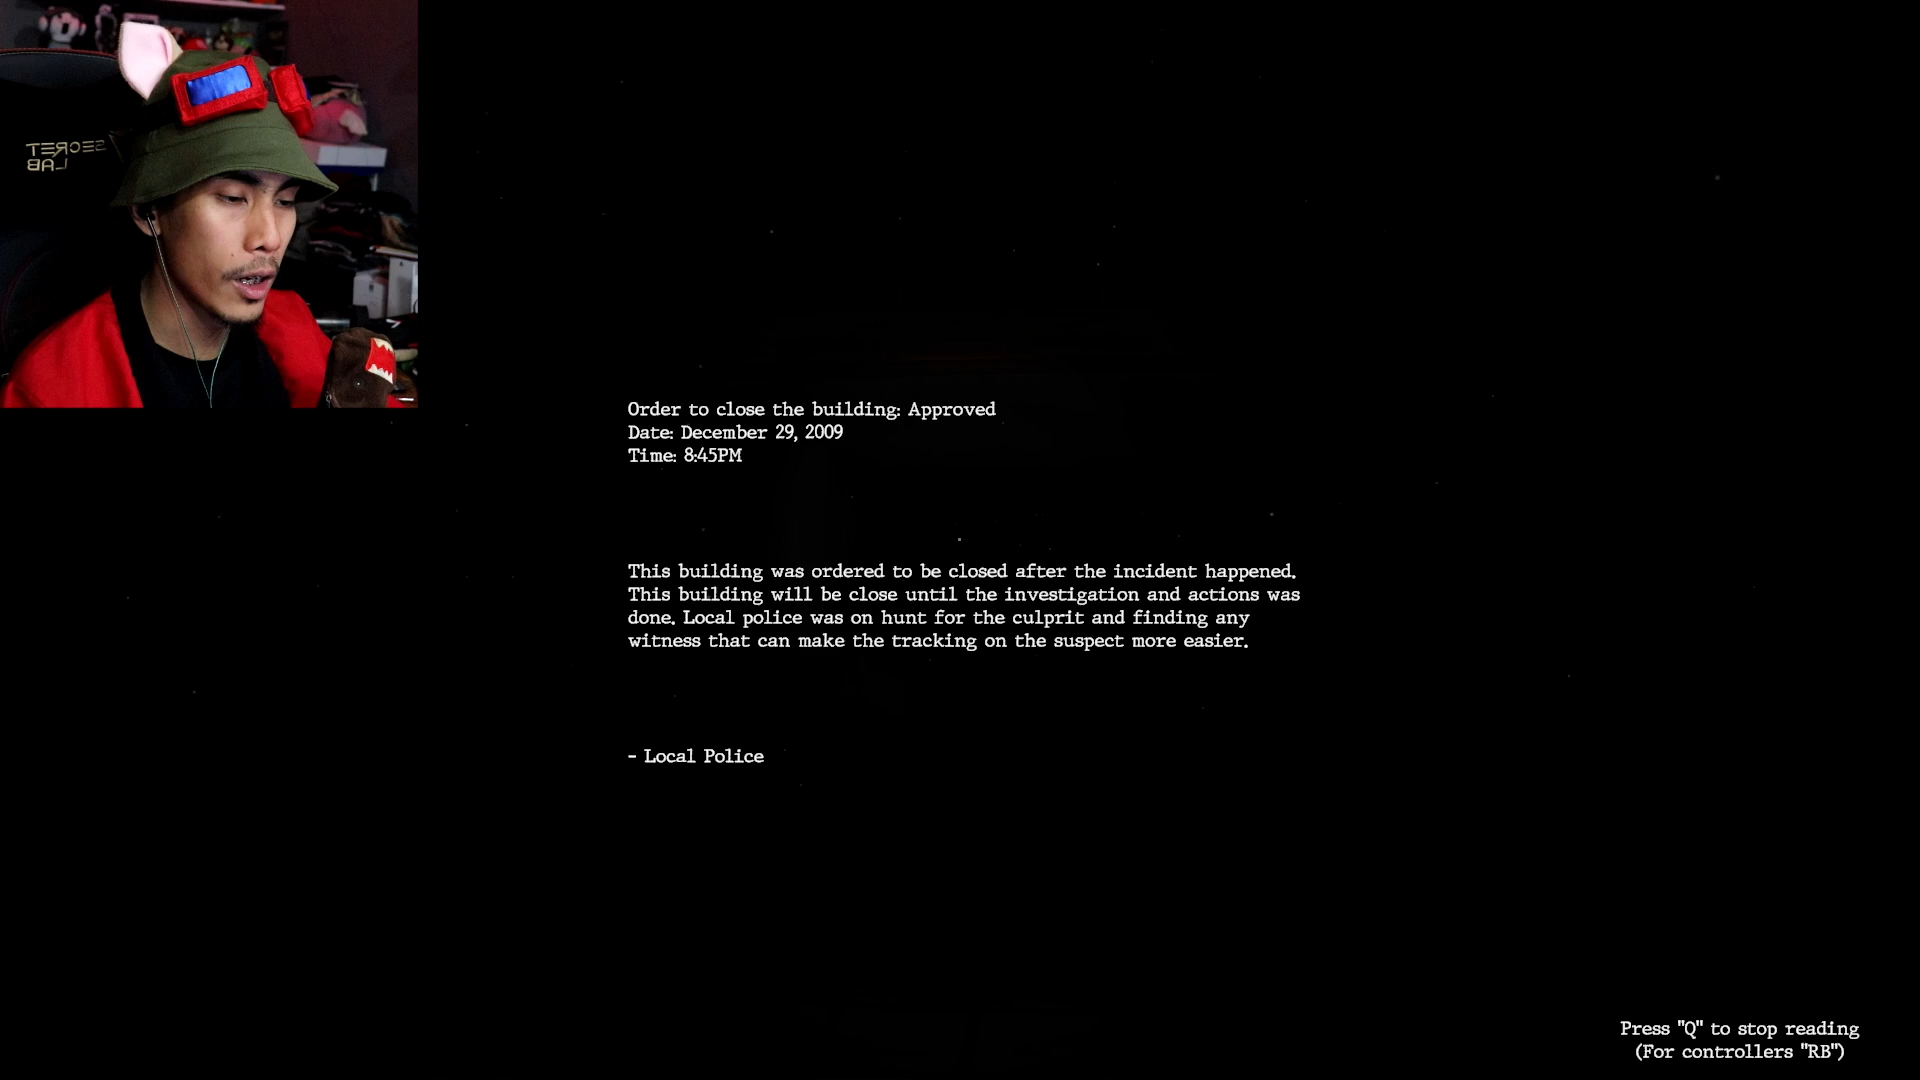 SECRET
LAB
Order to close the building: Approved
Date: December 29, 2009
Time: 8:45PM
This building was ordered to be closed after the incident happened.
This building will be close until the investigation and actions was
done. Local police was on hunt for the culprit and finding any
witness that can make the tracking on the suspect more easier.
- Local Police
Press "Q" to stop reading
(For controllers "RB")